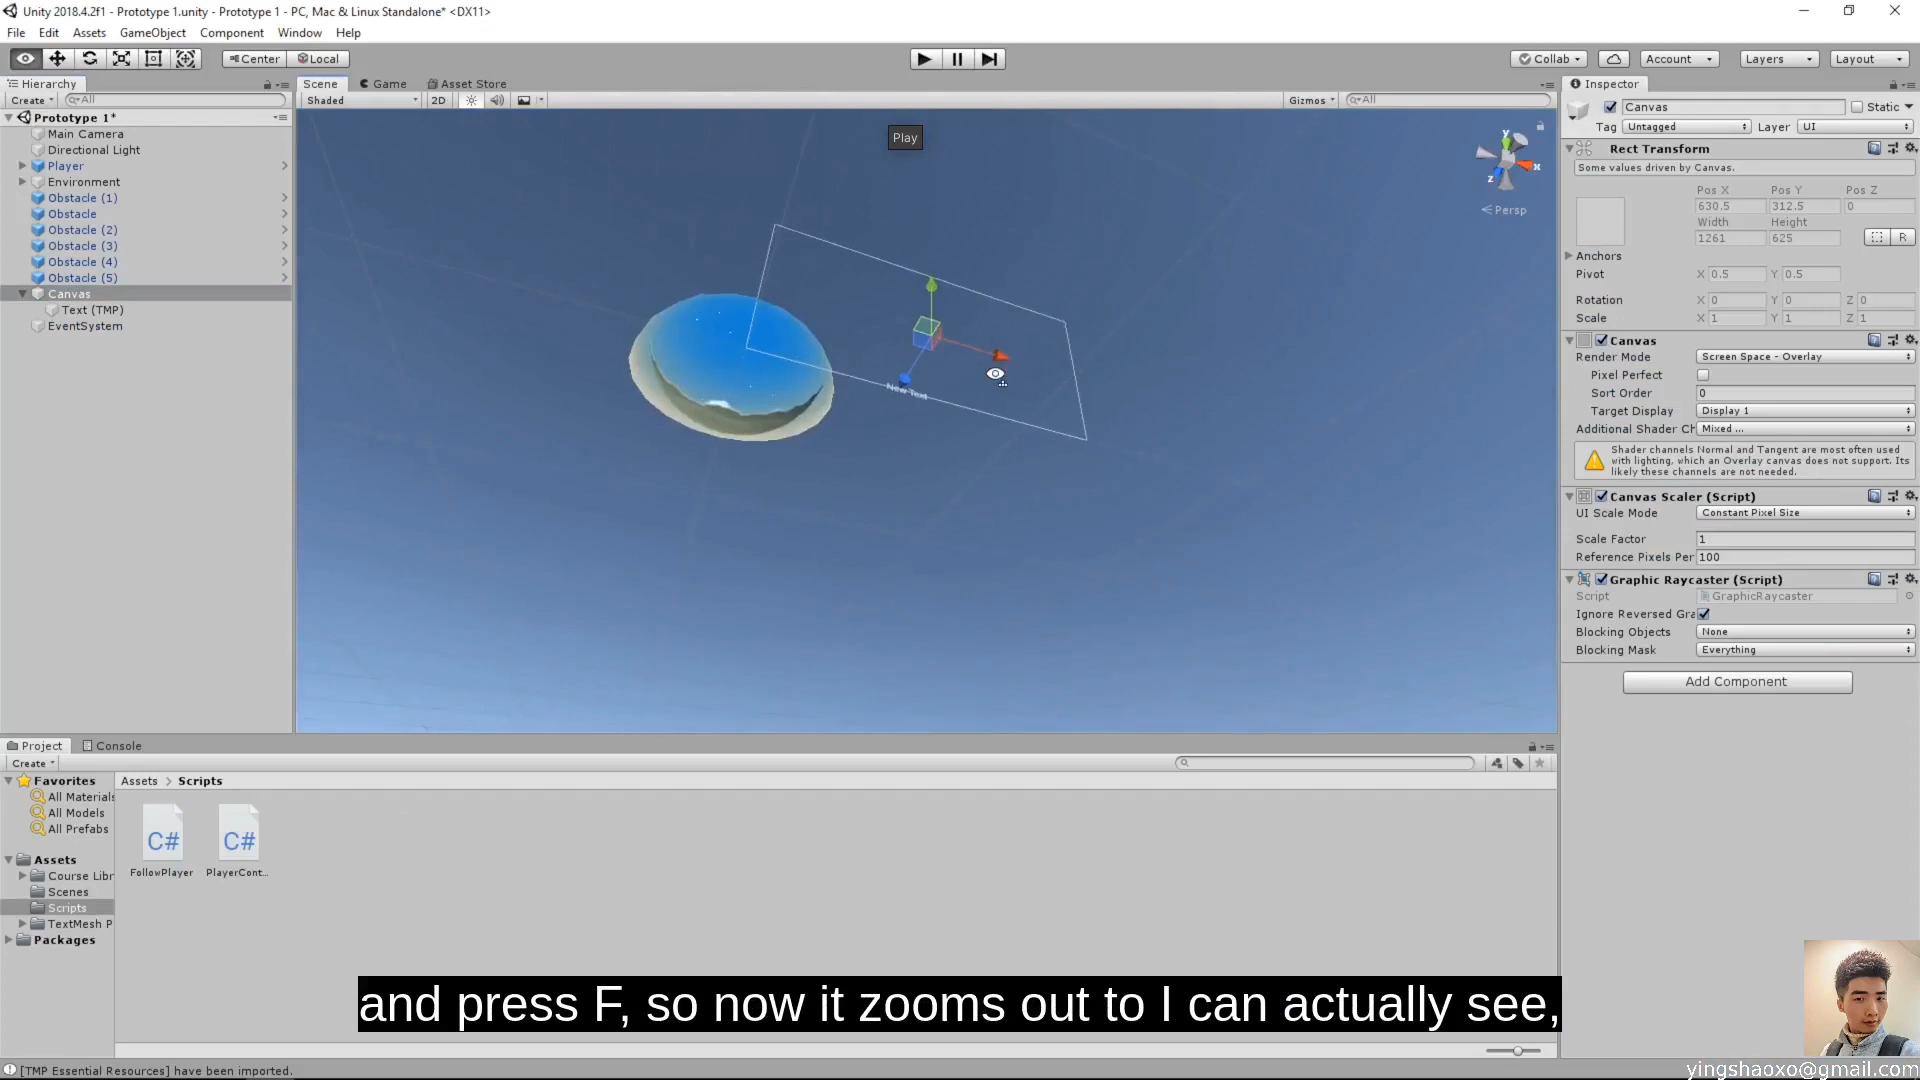 Unity 2018.4.2f1 - Prototype 1.unity - Prototype 1 - PC, Mac & Linux Standalone* <DX11>
File Edit Assets GameObject Component Window Help
Center Local
Collab Account Layers Layout
Hierarchy
Create All
Prototype 1*
Main Camera
Directional Light
Player
Environment
Obstacle (1)
Obstacle
Obstacle (2)
Obstacle (3)
Obstacle (4)
Obstacle (5)
Canvas
Text (TMP)
EventSystem
Scene Game Asset Store
Shaded 2D Gizmos All
Play
y
x
z
Persp
New Text
Inspector
Canvas Static
Tag Untagged Layer UI
Rect Transform
Some values driven by Canvas.
Pos X Pos Y Pos Z
630.5 312.5 0
Width Height
1261 625 R
Anchors
Pivot X 0.5 Y 0.5
Rotation X 0 Y 0 Z 0
Scale X 1 Y 1 Z 1
Canvas
Render Mode Screen Space - Overlay
Pixel Perfect
Sort Order 0
Target Display Display 1
Additional Shader Ch Mixed ...
Shader channels Normal and Tangent are most often used
with lighting, which an Overlay canvas does not support. Its
likely these channels are not needed.
Canvas Scaler (Script)
UI Scale Mode Constant Pixel Size
Scale Factor 1
Reference Pixels Per 100
Graphic Raycaster (Script)
Script GraphicRaycaster
Ignore Reversed Gra
Blocking Objects None
Blocking Mask Everything
Add Component
Project Console
Create
Favorites
All Materials
All Models
All Prefabs
Assets
Course Libr
Scenes
Scripts
TextMesh P
Packages
Assets > Scripts
C# C#
FollowPlayer PlayerCont...
and press F, so now it zooms out to I can actually see,
[TMP Essential Resources] have been imported.
yingshaoxo@gmail.com